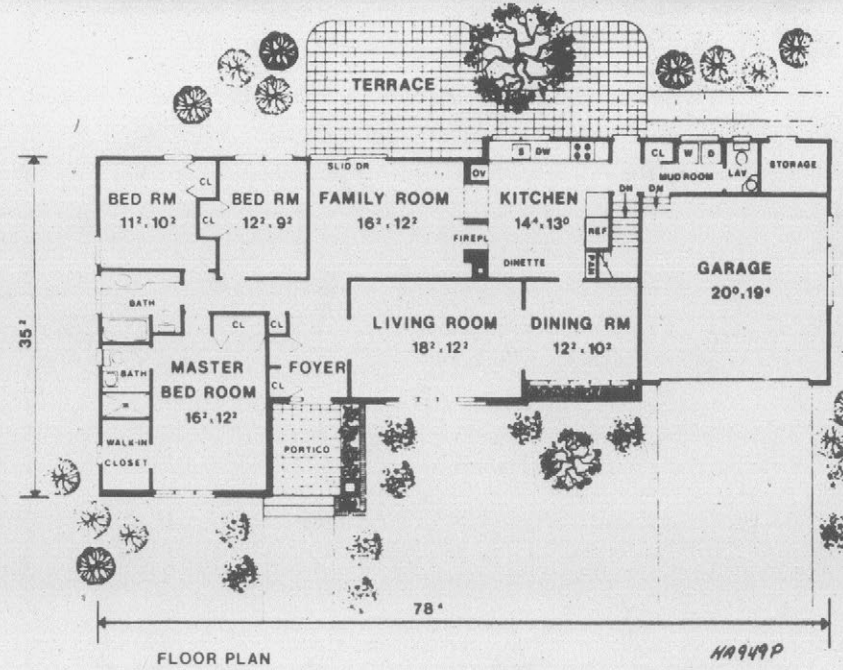 TERRACE
SLID DR
S DW
OV
CL
W D
MUD ROOM
LAV
STORAGE
BED RM
11² x 10²
CL
CL
BED RM
12² x 9²
FAMILY ROOM
16² x 12²
FIREPL
KITCHEN
14⁴ x 13⁰
DINETTE
REF
PAN
DN
DN
GARAGE
20⁰ x 19⁴
BATH
CL
CL
FOYER
CL
LIVING ROOM
18² x 12²
DINING RM
12² x 10²
35²
BATH
MASTER
BED ROOM
16² x 12²
WALK-IN
CLOSET
PORTICO
78⁴
FLOOR PLAN
HA949P